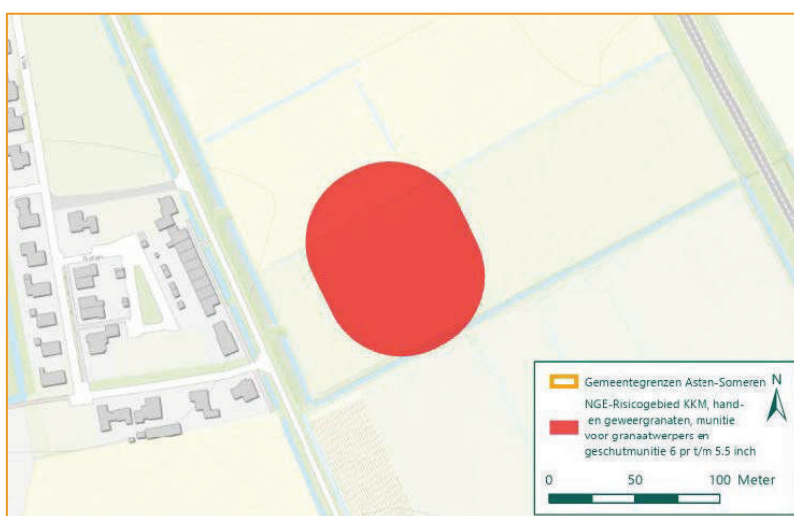 Gemeentegrenzen Asten-Someren
N
NGE-Risicogebied KKM, hand-
en geweergranaten, munitie
voor granaatwerpers en
geschutmunitie 6 pr t/m 5.5 inch
0 50 100 Meter